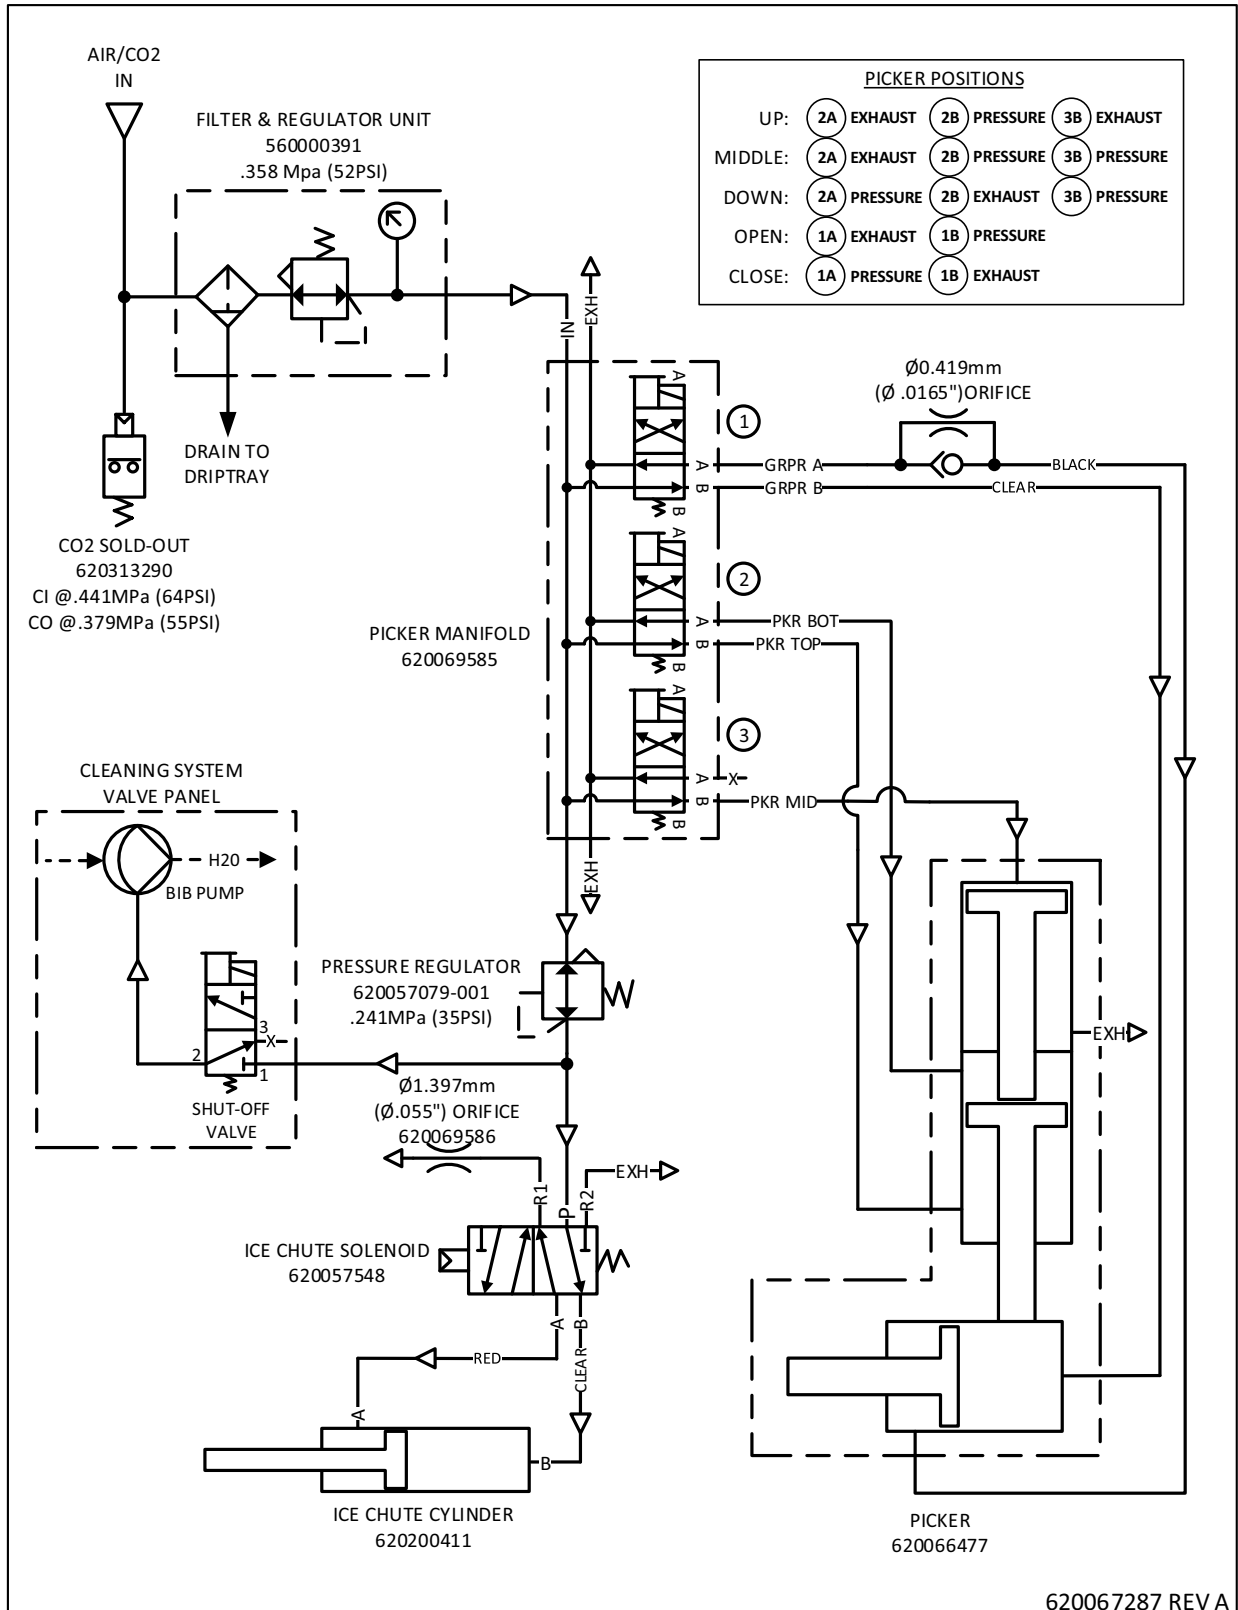 AIR/CO2
IN
FILTER & REGULATOR UNIT
560000391
.358 Mpa (52PSI)
PICKER POSITIONS
UP: 2A EXHAUST 2B PRESSURE 3B EXHAUST
MIDDLE: 2A EXHAUST 2B PRESSURE 3B PRESSURE
DOWN: 2A PRESSURE 2B EXHAUST 3B PRESSURE
OPEN: 1A EXHAUST 1B PRESSURE
CLOSE: 1A PRESSURE 1B EXHAUST
DRAIN TO
DRIPTRAY
CO2 SOLD-OUT
620313290
CI @.441MPa (64PSI)
CO @.379MPa (55PSI)
IN
EXH
Ø0.419mm
(Ø .0165")ORIFICE
A
1
A
GRPR A
BLACK
B
GRPR B
CLEAR
B
A
2
A
PKR BOT
B
PKR TOP
B
PICKER MANIFOLD
620069585
A
3
A
X
B
PKR MID
B
EXH
CLEANING SYSTEM
VALVE PANEL
H20
BIB PUMP
3
X
2
1
SHUT-OFF
VALVE
PRESSURE REGULATOR
620057079-001
.241MPa (35PSI)
EXH
Ø1.397mm
(Ø.055") ORIFICE
620069586
R1
P
R2
EXH
ICE CHUTE SOLENOID
620057548
A
B
RED
CLEAR
A
B
ICE CHUTE CYLINDER
620200411
PICKER
620066477
620067287 REV A